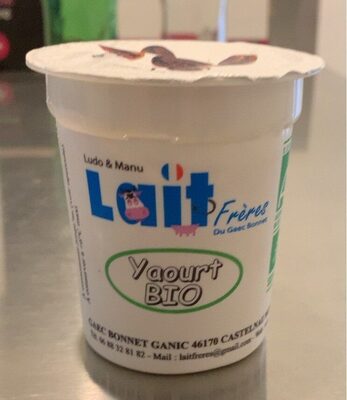 Ludo & Manu
Lait
Frères
Du Gaec Bonnet
Yaourt
BIO
GAEC BONNET GANIC 46170 CASTELNAU
Tél. 06 88 32 81 82 - Mail : laitfreres@gmail.com